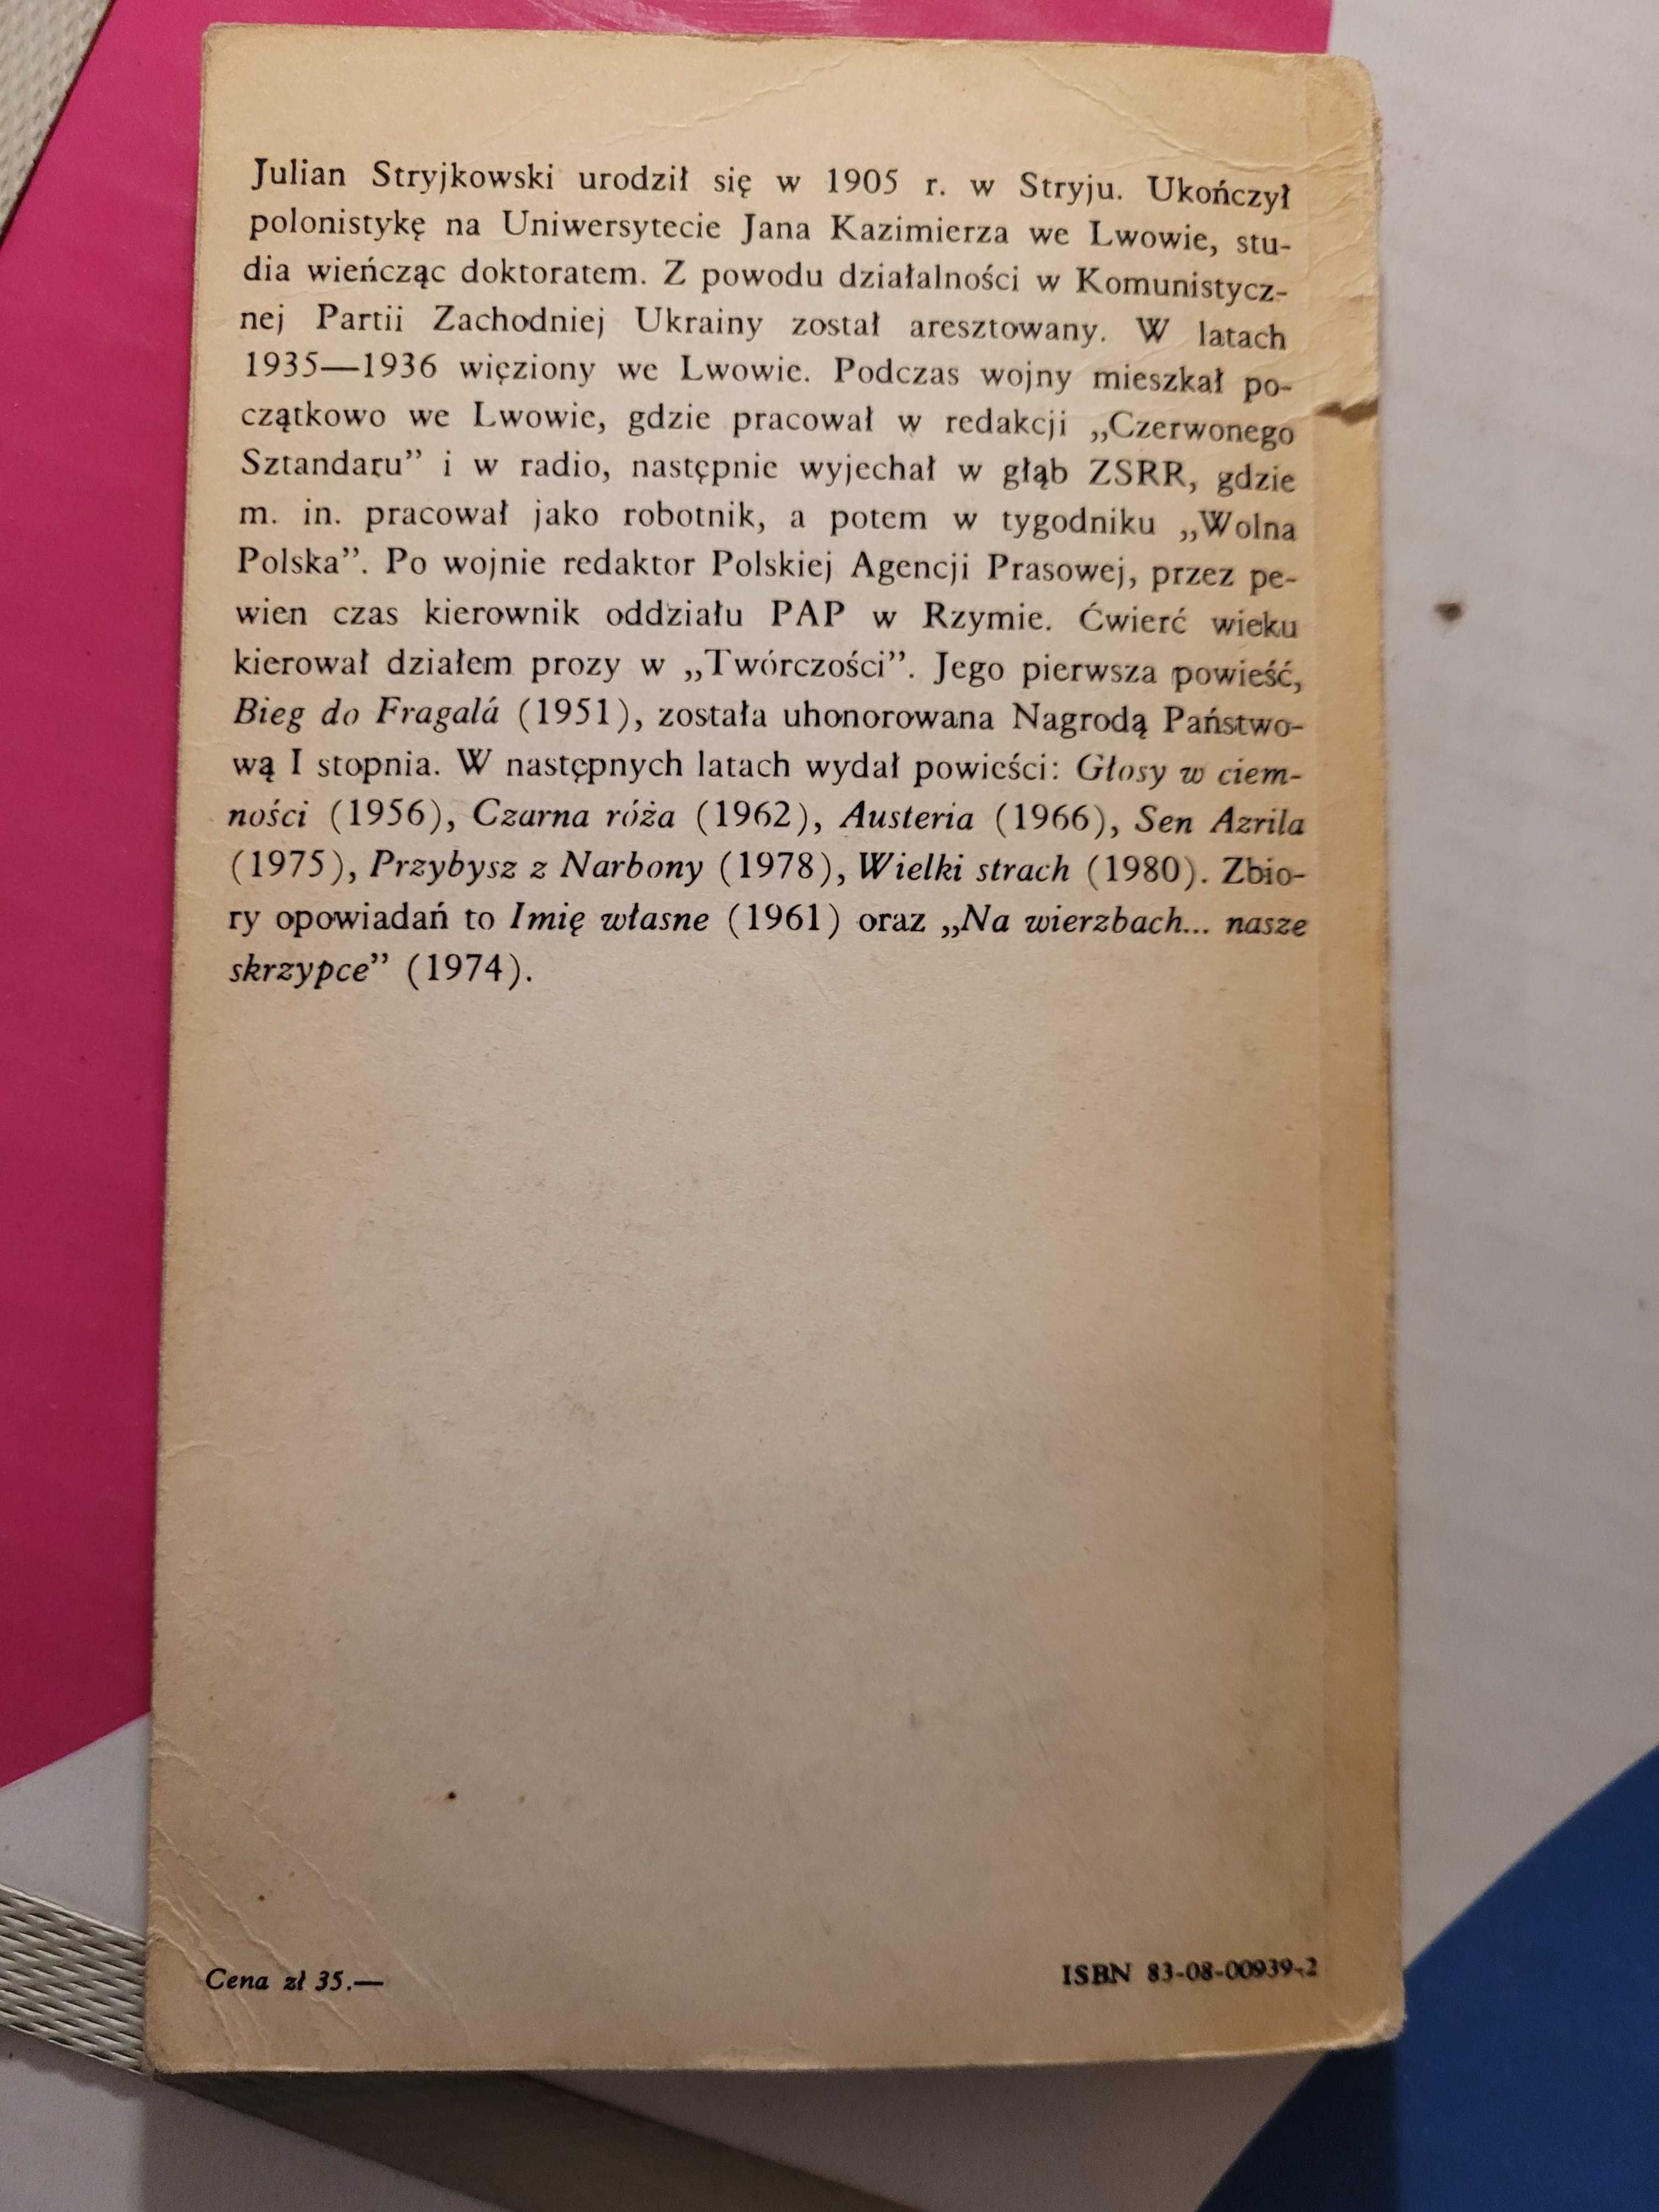 Julian Stryjkowski urodził się w 1905 r. w Stryju. Ukończył
polonistykę na Uniwersytecie Jana Kazimierza we Lwowie, stu-
dia wieńcząc doktoratem. Z powodu działalności w Komunistycz-
nej Partii Zachodniej Ukrainy został aresztowany. W latach
1935—1936 więziony we Lwowie. Podczas wojny mieszkał po-
czątkowo we Lwowie, gdzie pracował w redakcji „Czerwonego
Sztandaru” i w radio, następnie wyjechał w głąb ZSRR, gdzie
m. in. pracował jako robotnik, a potem w tygodniku „Wolna
Polska”. Po wojnie redaktor Polskiej Agencji Prasowej, przez pe-
wien czas kierownik oddziału PAP w Rzymie. Ćwierć wieku
kierował działem prozy w „Twórczości”. Jego pierwsza powieść,
Bieg do Fragalá (1951), została uhonorowana Nagrodą Państwo-
wą I stopnia. W następnych latach wydał powieści: Głosy w ciem-
ności (1956), Czarna róża (1962), Austeria (1966), Sen Azrila
(1975), Przybysz z Narbony (1978), Wielki strach (1980). Zbio-
ry opowiadań to Imię własne (1961) oraz „Na wierzbach... nasze
skrzypce” (1974).
Cena zł 35.—
ISBN 83-08-00939-2